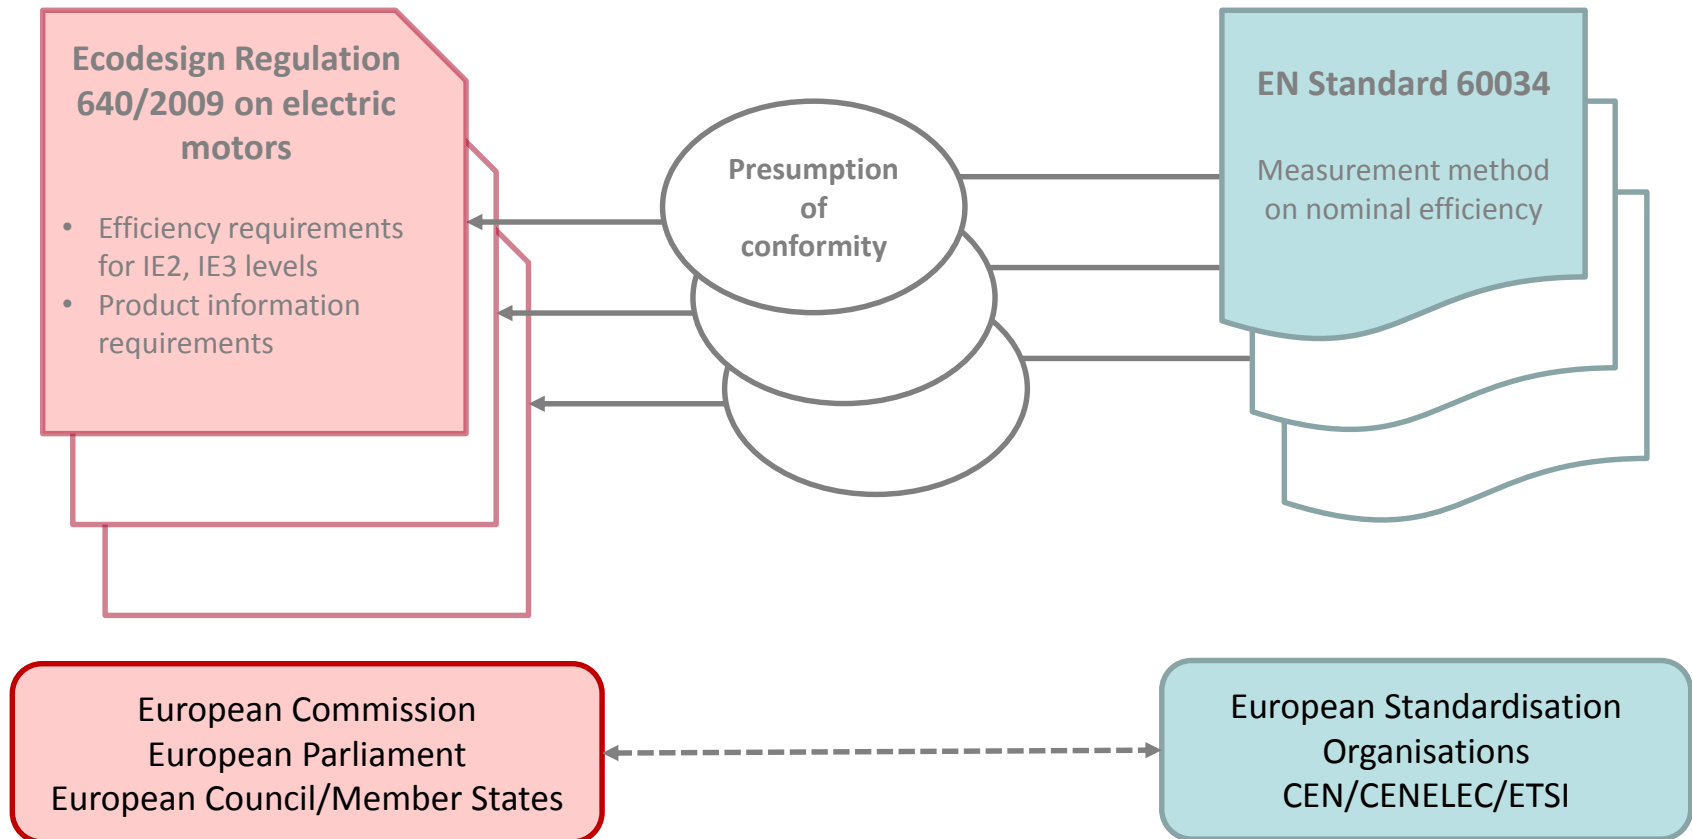 Ecodesign Regulation
640/2009 on electric
motors
• Efficiency requirements
for IE2, IE3 levels
• Product information
requirements
Presumption
of
conformity
EN Standard 60034
Measurement method
on nominal efficiency
European Commission
European Parliament
European Council/Member States
European Standardisation
Organisations
CEN/CENELEC/ETSI